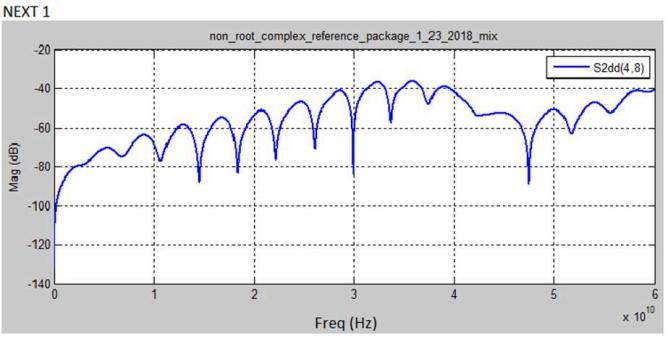 NEXT 1
non_root_complex_reference_package_1_23_2018_mix
S2dd(4,8)
Mag (dB)
-20
-40
-60
-80
-100
-120
-140
0 1 2 3 4 5 6
Freq (Hz)
x 10^10